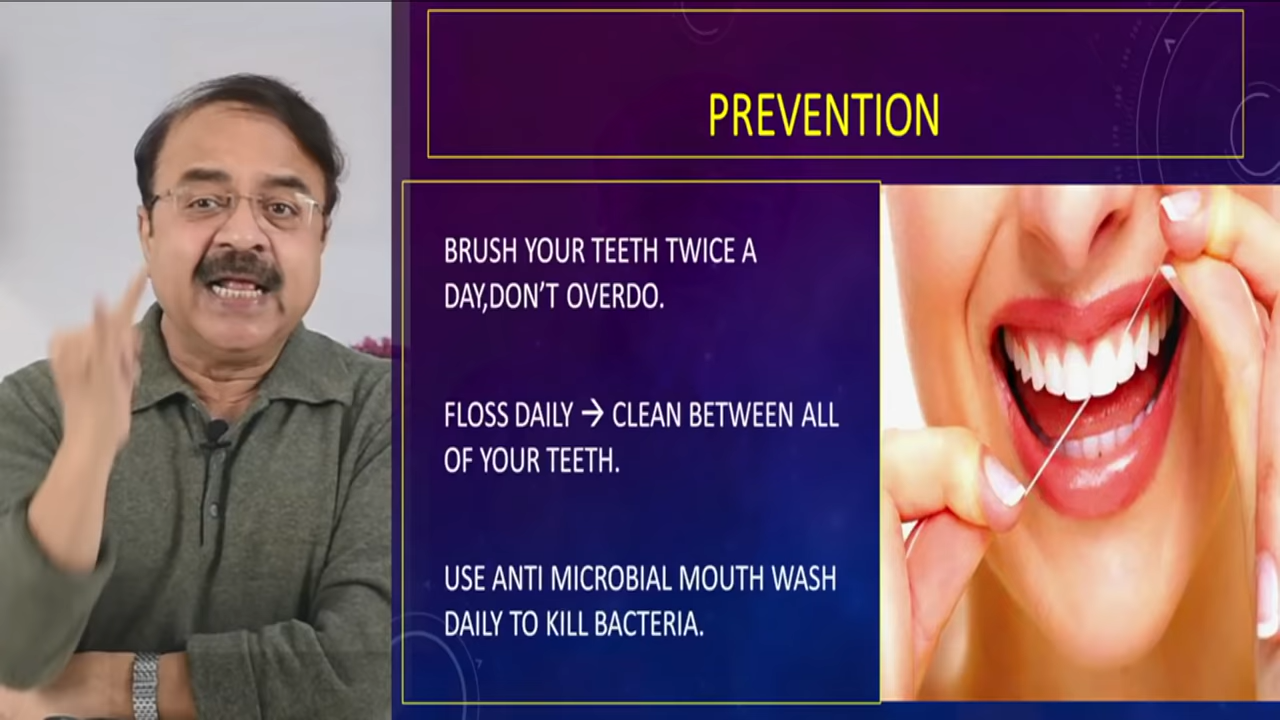 PREVENTION
BRUSH YOUR TEETH TWICE A
DAY,DON'T OVERDO.
FLOSS DAILY → CLEAN BETWEEN ALL
OF YOUR TEETH.
USE ANTI MICROBIAL MOUTH WASH
DAILY TO KILL BACTERIA.